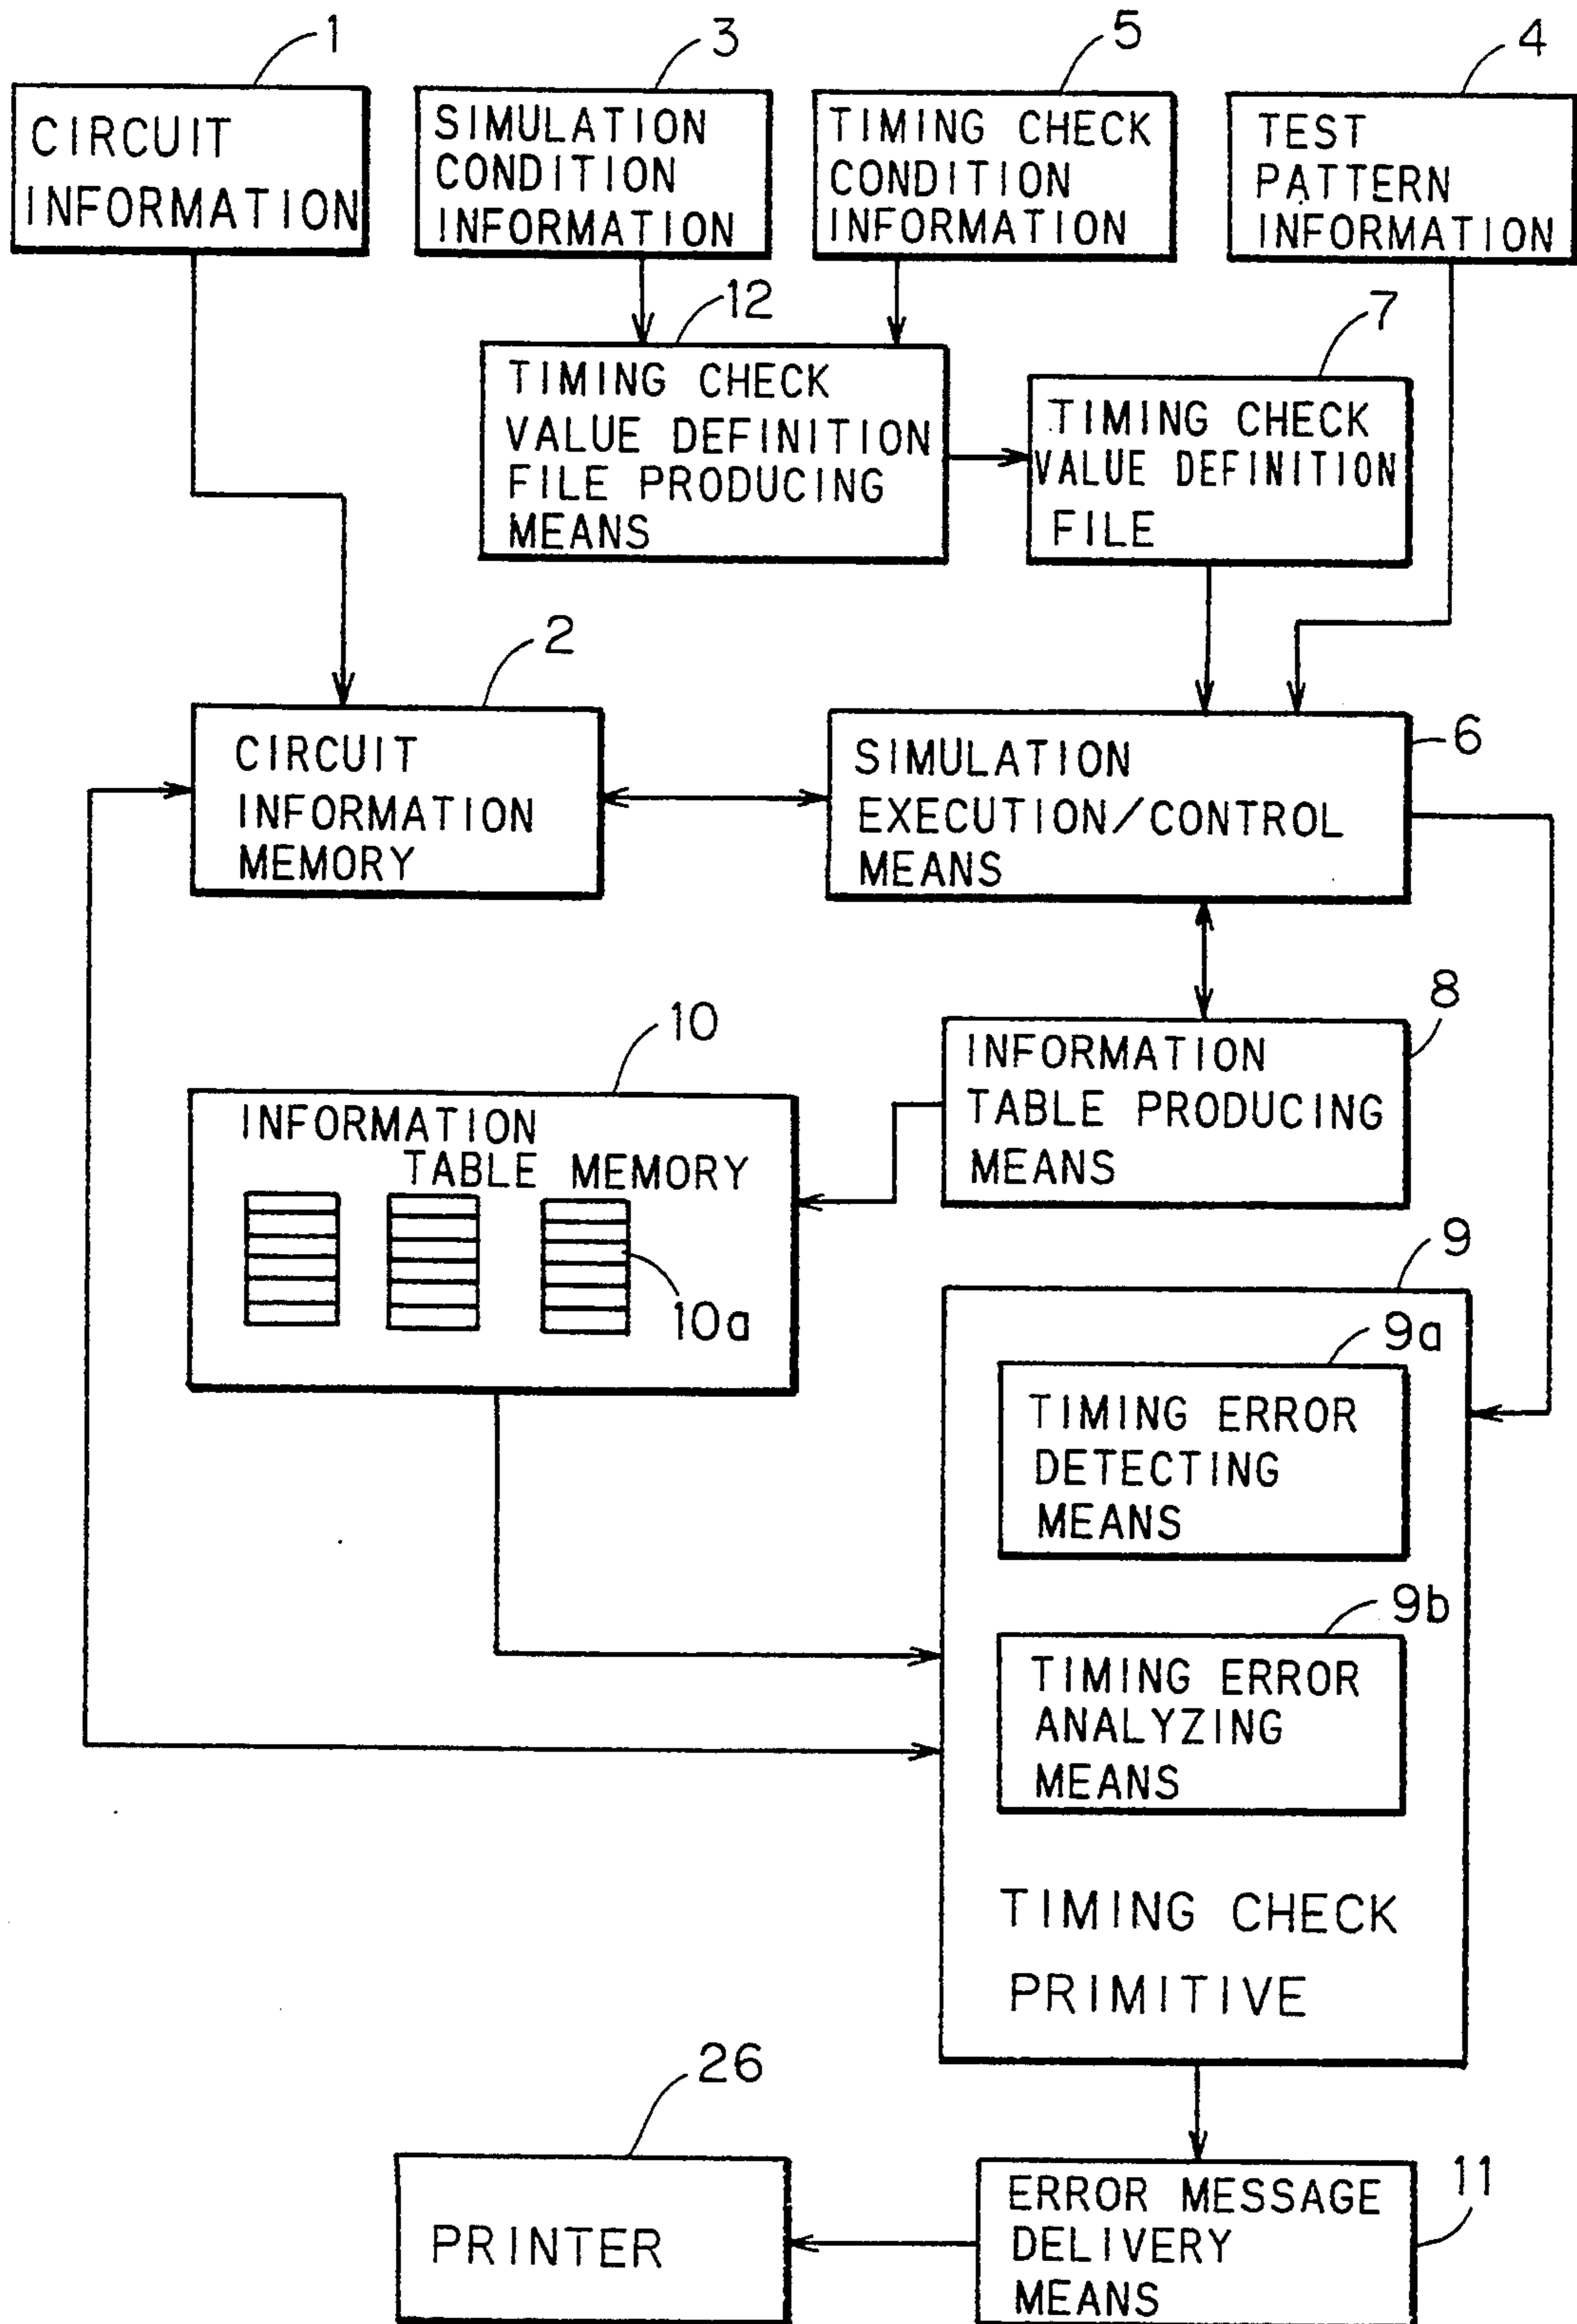 1
3
5
4
CIRCUIT
INFORMATION
SIMULATION
CONDITION
INFORMATION
TIMING CHECK
CONDITION
INFORMATION
TEST
PATTERN
INFORMATION
12
7
TIMING CHECK
VALUE DEFINITION
FILE PRODUCING
MEANS
TIMING CHECK
VALUE DEFINITION
FILE
2
6
CIRCUIT
INFORMATION
MEMORY
SIMULATION
EXECUTION/CONTROL
MEANS
10
8
INFORMATION
TABLE MEMORY
10a
INFORMATION
TABLE PRODUCING
MEANS
9
9a
TIMING ERROR
DETECTING
MEANS
9b
TIMING ERROR
ANALYZING
MEANS
TIMING CHECK
PRIMITIVE
26
11
PRINTER
ERROR MESSAGE
DELIVERY
MEANS